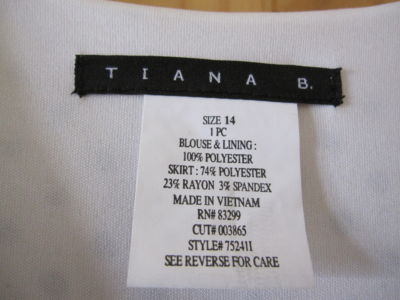 TIANA B.
SIZE 14
1 PC
BLOUSE & LINING :
100% POLYESTER
SKIRT : 74% POLYESTER
23% RAYON 3% SPANDEX
MADE IN VIETNAM
RN# 83299
CUT# 003865
STYLE# 752411
SEE REVERSE FOR CARE